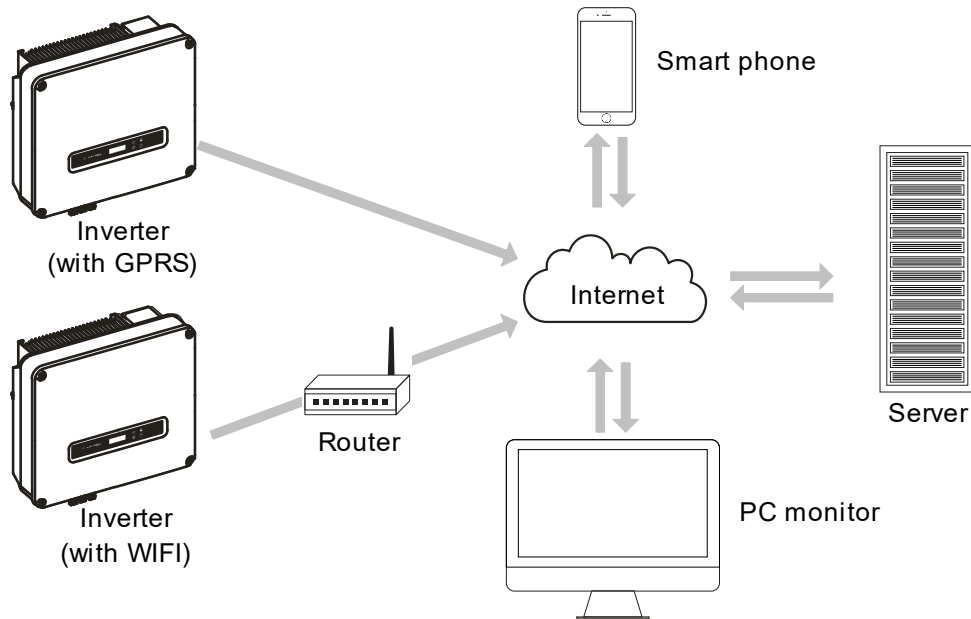 Smart phone
Inverter
(with GPRS)
Internet
Server
Router
PC monitor
Inverter
(with WIFI)